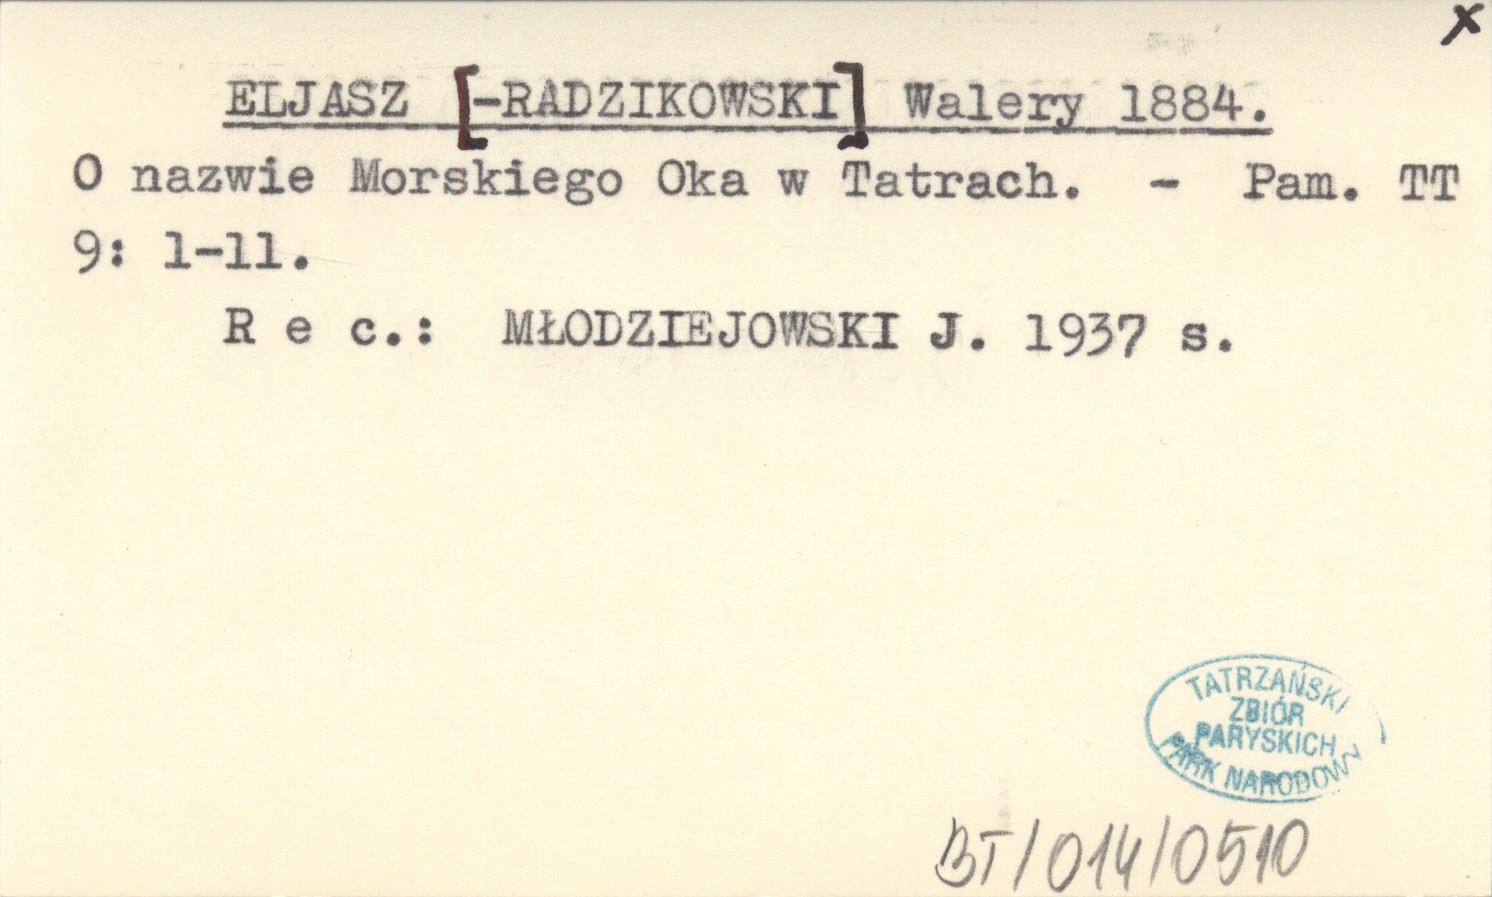 x
ELJASZ [-RADZIKOWSKI] Walery 1884.
O nazwie Morskiego Oka w Tatrach. - Pam. TT
9: 1-11.
R e c.: MŁODZIEJOWSKI J. 1937 s.
TATRZAŃSKI
ZBIÓR
PARYSKICH
PARK NARODOWY
BT/014/0510